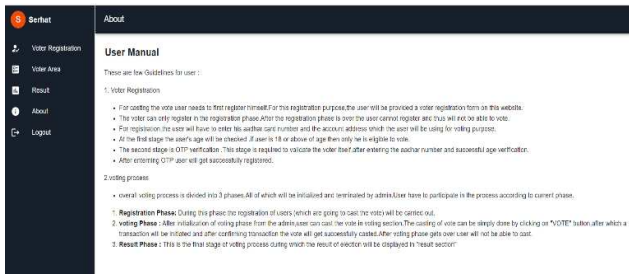 S Serhat
About
Voter Registration
Voter Area
Result
About
Logout
User Manual
These are few Guidelines for user :
1. Voter Registration
• For casting the vote user needs to first register himself.For this registration purpose,the user will be provided a voter registration form on this website.
• The voter can only register in the registration phase.After the registration phase is over the user cannot register and thus will not be able to vote.
• For registration the user will have to enter his aadhar card number and the account address which the user will be using for voting purpose.
• At the first stage the user's age will be checked .If user is 18 or above of age then only he is eligible to vote.
• The second stage is OTP verification .This stage is required to validate the voter itself.after entering the aachar number and successful age verification.
• After enterning OTP user will get successfully registered.
2.voting process
• overall voting process is divided into 3 phases.All of which will be initialized and terminated by admin.User have to participate in the process according to current phase.
1. Registration Phase: During this phase the registration of users (which are going to cast the vote) will be carried out.
2. voting Phase : After initialization of voting phase from the admin,user can cast the vote in voting section.The casting of vote can be simply done by clicking on "VOTE" button,after which a
transaction will be initiated and after confirming transaction the vote will get successfully casted.After voting phase gets over user will not be able to cast.
3. Result Phase : This is the final stage of voting process during which the result of election will be displayed in "result section"